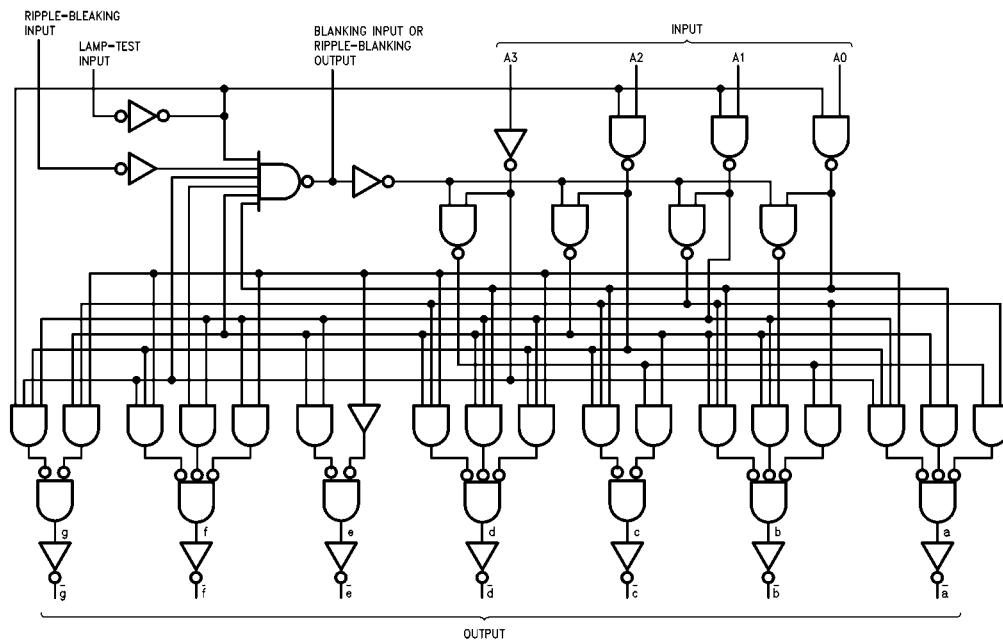 RIPPLE-BLEAKING
INPUT
LAMP-TEST
INPUT
BLANKING INPUT OR
RIPPLE-BLANKING
OUTPUT
INPUT
A3
A2
A1
A0
g
f
e
d
c
b
a
g̅
f̅
e̅
d̅
c̅
b̅
a̅
OUTPUT